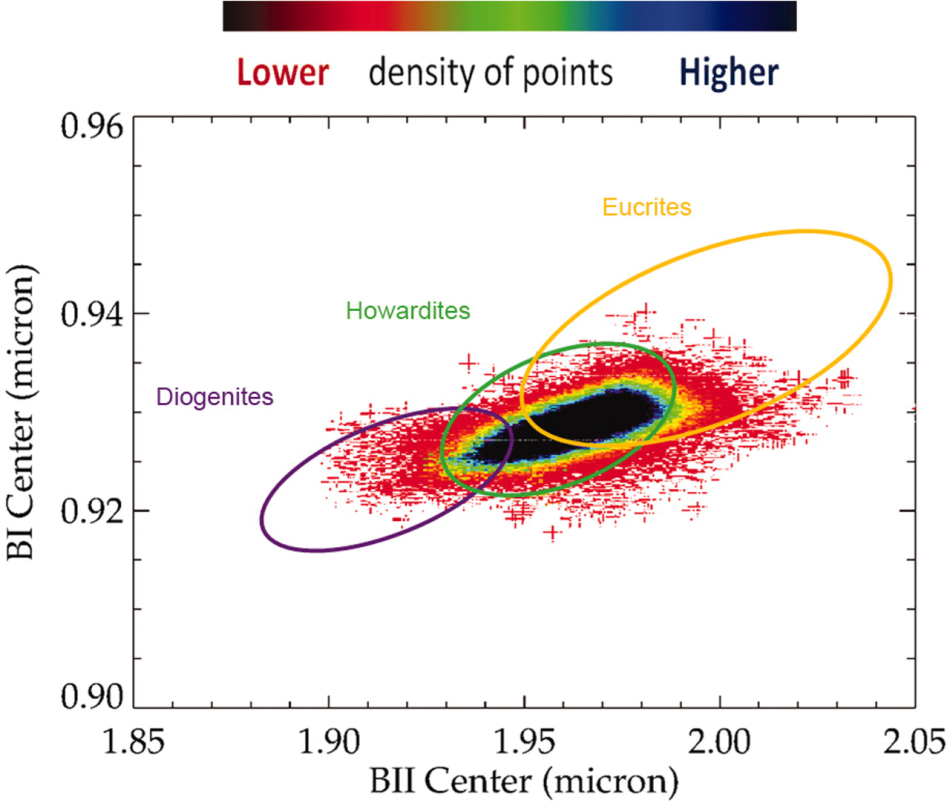 Lower density of points Higher
0.96
Eucrites
Howardites
0.94
Diogenites
BI Center (micron)
0.92
0.90
1.85 1.90 1.95 2.00 2.05
BII Center (micron)